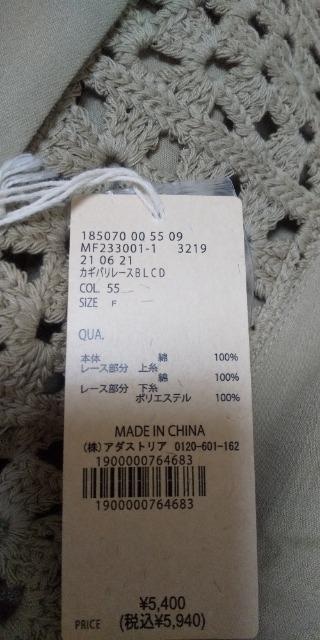 185070 00 55 09
MF233001-1 3219
21 06 21
カギバリレースBLCD
COL. 55
SIZE F
QUA.
本体 綿 100%
レース部分 上糸
綿 100%
レース部分 下糸
ポリエステル 100%
MADE IN CHINA
(株)アダストリア 0120-601-162
1900000764683
1900000764683
¥5,400
PRICE (税込¥5,940)